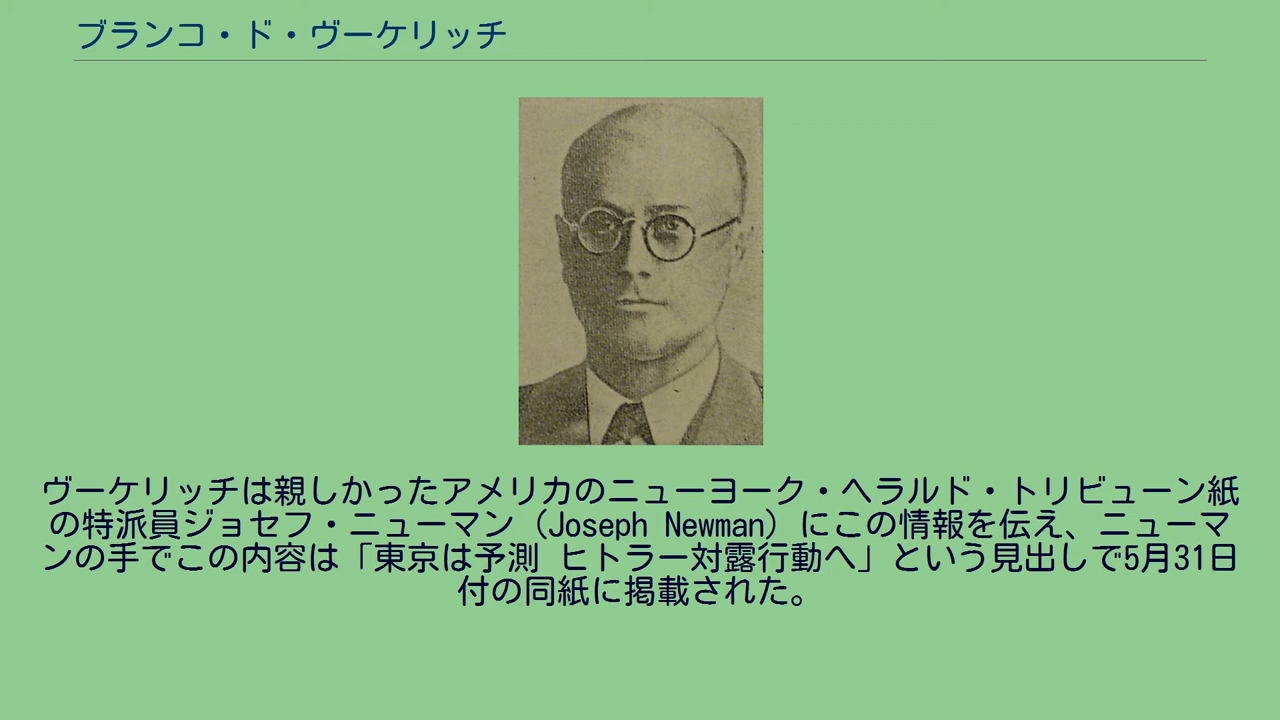 ブランコ・ド・ヴーケリッチ
ヴーケリッチは親しかったアメリカのニューヨーク・ヘラルド・トリビューン紙
の特派員ジョセフ・ニューマン（Joseph Newman）にこの情報を伝え、ニューマ
ンの手でこの内容は「東京は予測 ヒトラー対露行動へ」という見出しで5月31日
付の同紙に掲載された。